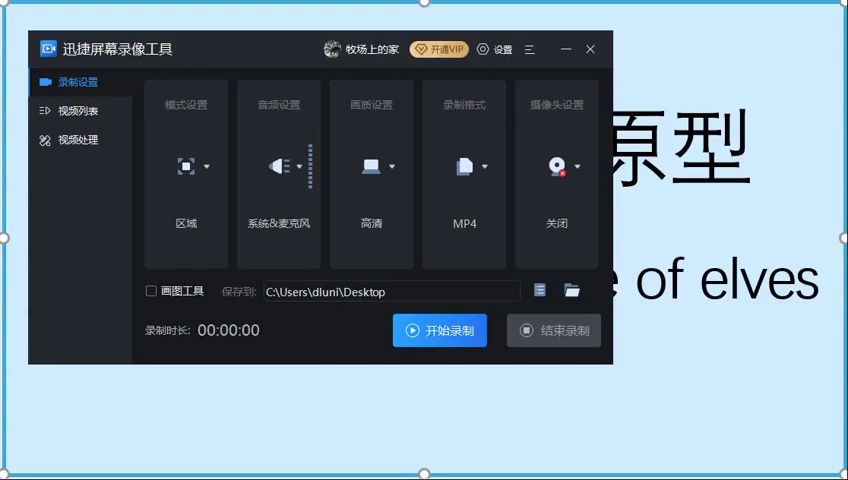 迅捷屏幕录像工具
牧场上的家
开通VIP
设置
录制设置
视频列表
视频处理
模式设置
音频设置
画质设置
录制格式
摄像头设置
区域
系统&麦克风
高清
MP4
关闭
原型
of elves
画图工具
保存到:
C:\Users\dluni\Desktop
录制时长:
00:00:00
开始录制
结束录制